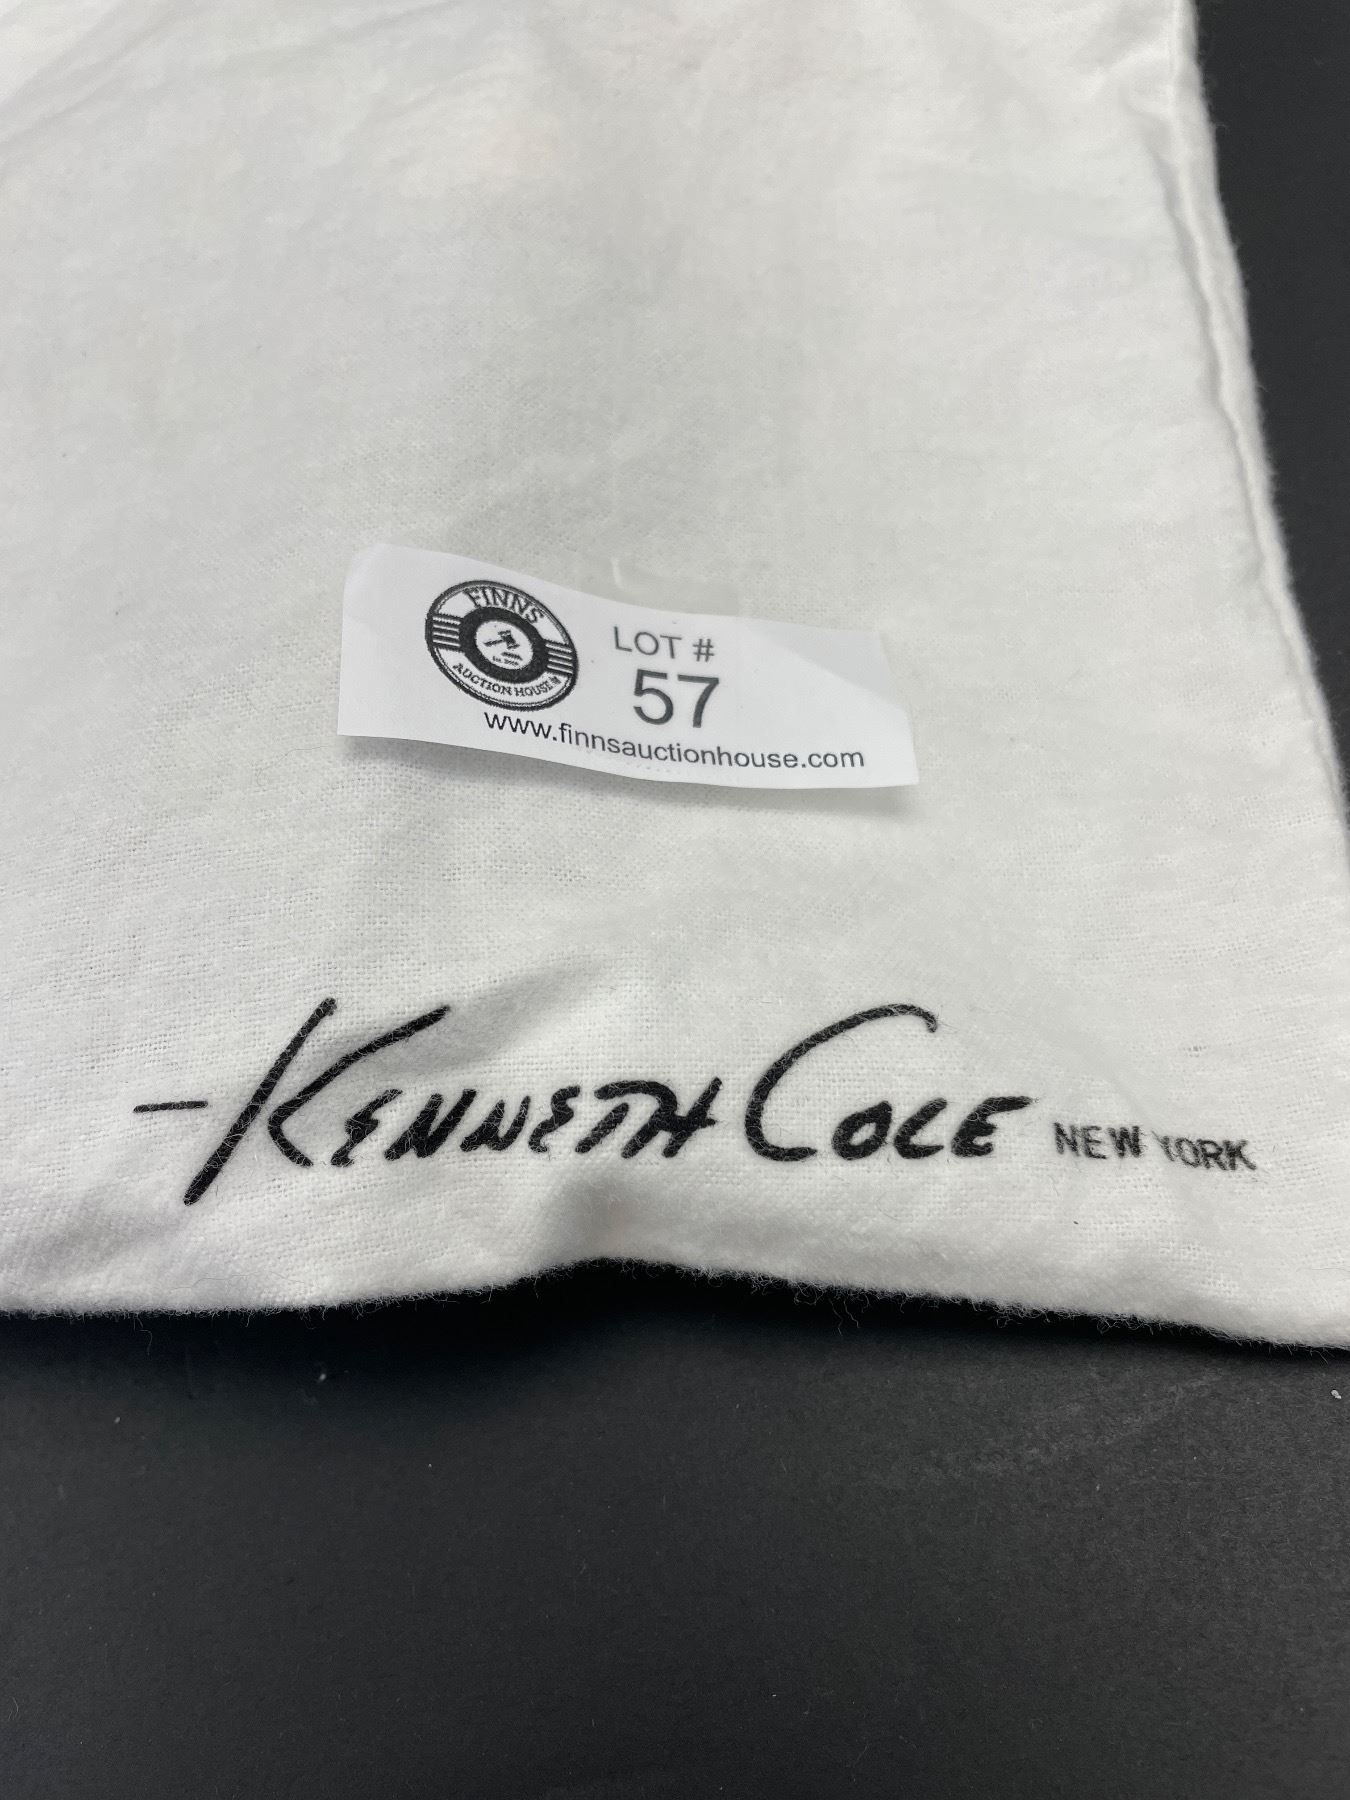 FINNS
AUCTION HOUSE
LOT #
57
www.finnsauctionhouse.com
–KENNETH COLE NEW YORK